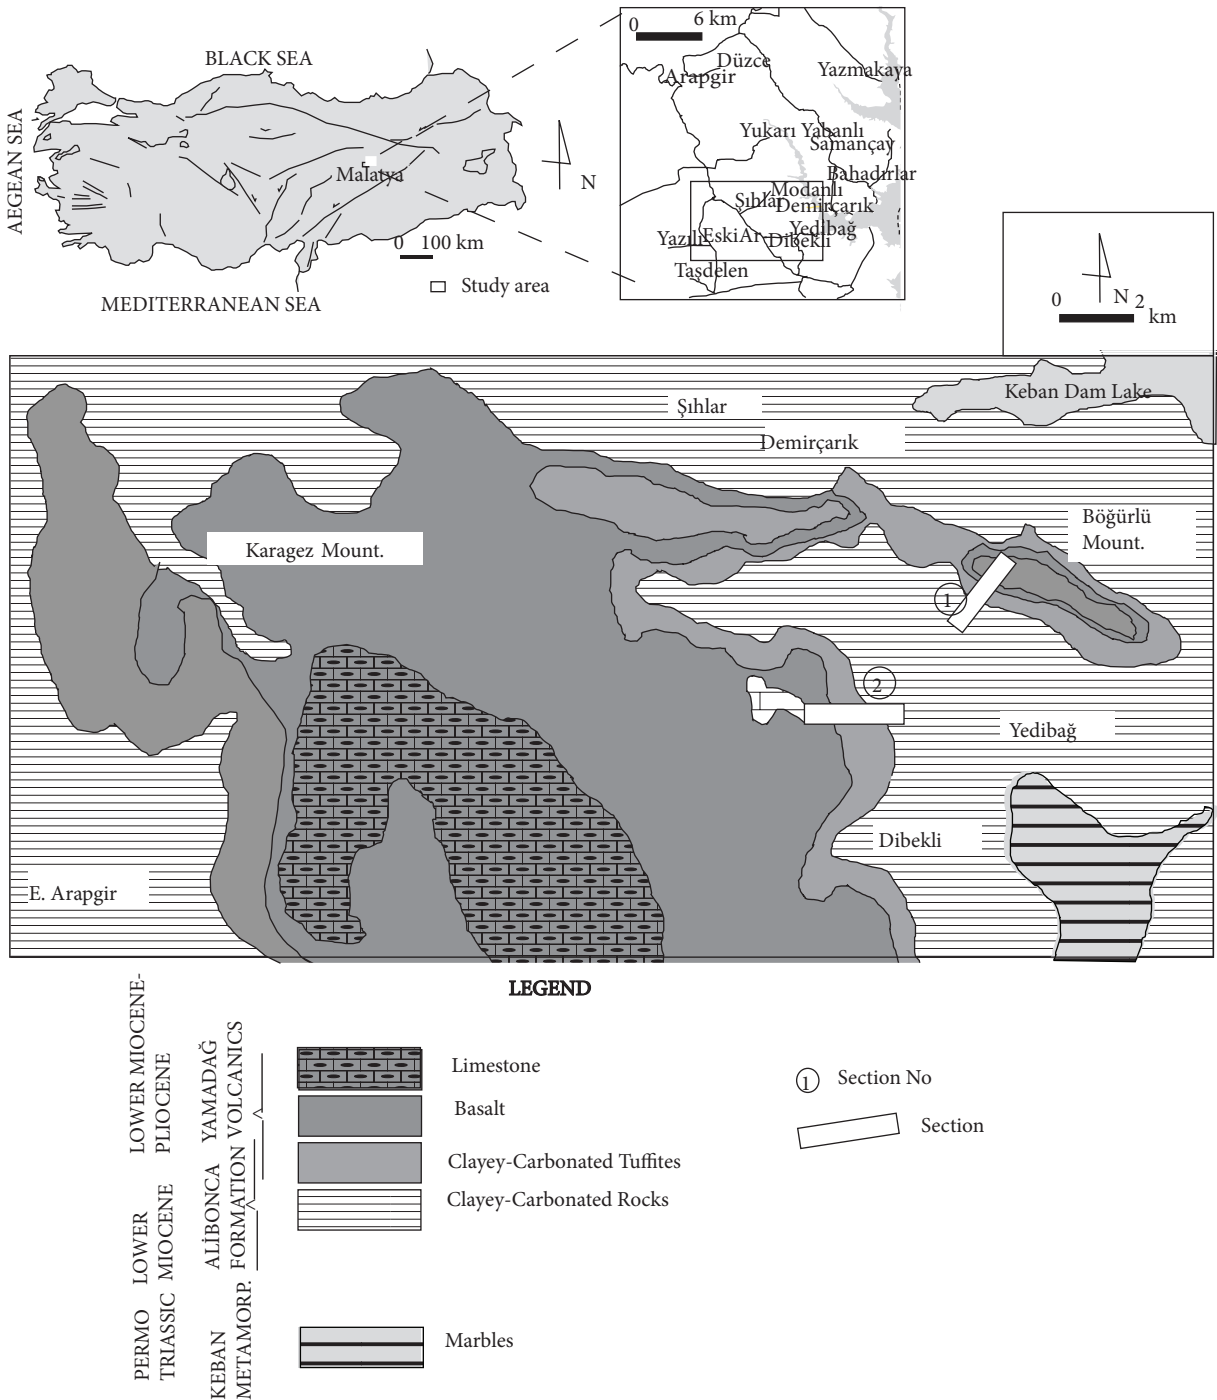 BLACK SEA
AEGEAN SEA
Malatya
N
0 100 km
MEDITERRANEAN SEA
Study area
0 6 km
Düzce
Arapgir
Yazmakaya
Yukarı Yabanlı
Samançay
Bahadırlar
Modanlı
Şıhlar
Demirçarık
Yedibağ
Yazılı
EskiAr
Dibekli
Taşdelen
N
0 2
km
Keban Dam Lake
Şıhlar
Demirçarık
Böğürlü
Mount.
Karagez Mount.
1
2
Yedibağ
Dibekli
E. Arapgir
LEGEND
LOWER MIOCENE-
PLIOCENE
YAMADAĞ
VOLCANICS
LOWER
MIOCENE
ALİBONCA
FORMATION
PERMO
TRIASSIC
KEBAN
METAMORP.
Limestone
Basalt
Clayey-Carbonated Tuffites
Clayey-Carbonated Rocks
Marbles
1 Section No
Section